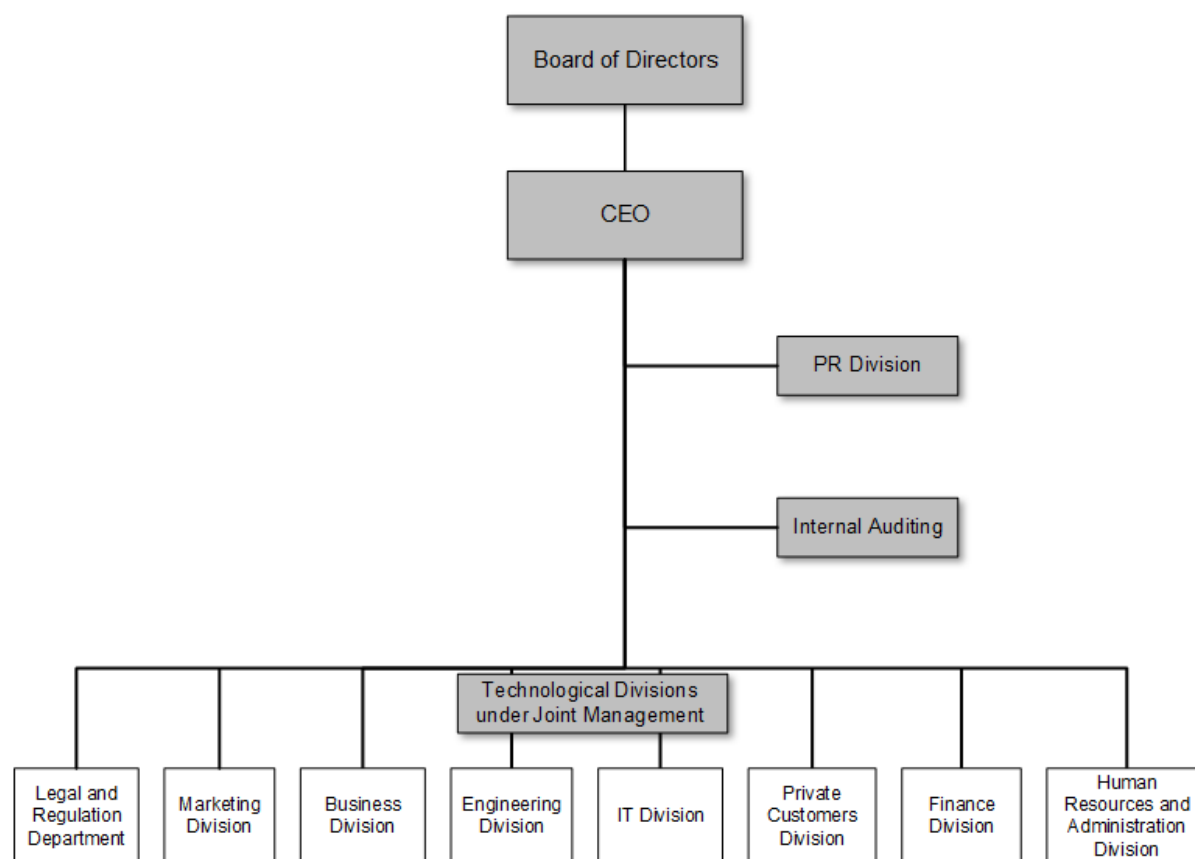 Board of Directors
CEO
PR Division
Internal Auditing
Technological Divisions
under Joint Management
Legal and
Regulation
Department
Marketing
Division
Business
Division
Engineering
Division
IT Division
Private
Customers
Division
Finance
Division
Human
Resources and
Administration
Division